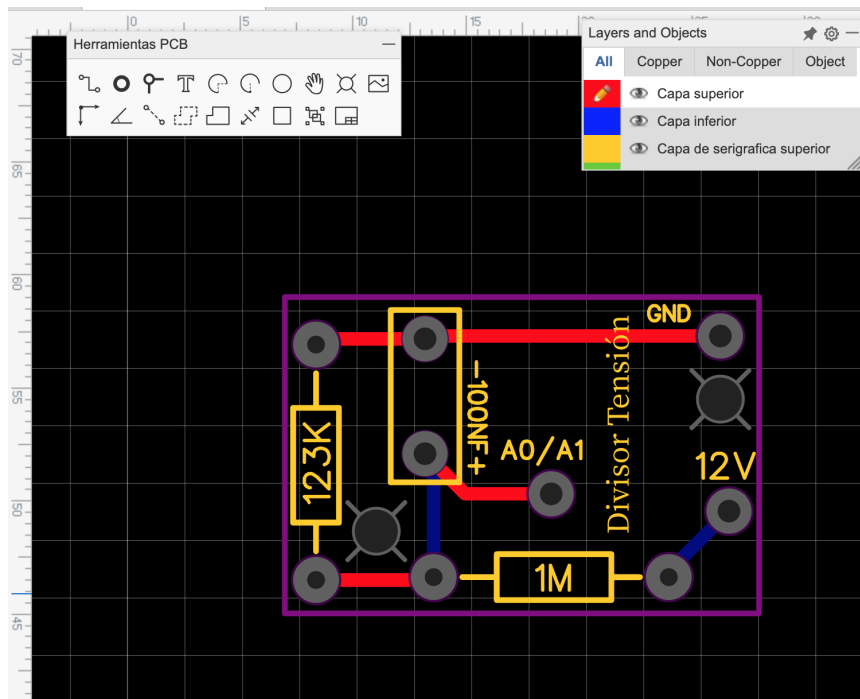 0 5 10 15
Herramientas PCB
Layers and Objects
All Copper Non-Copper Object
Capa superior
Capa inferior
Capa de serigrafica superior
70
65
60
55
50
45
GND
Divisor Tensión
-100NF+
123K
A0/A1
12V
1M